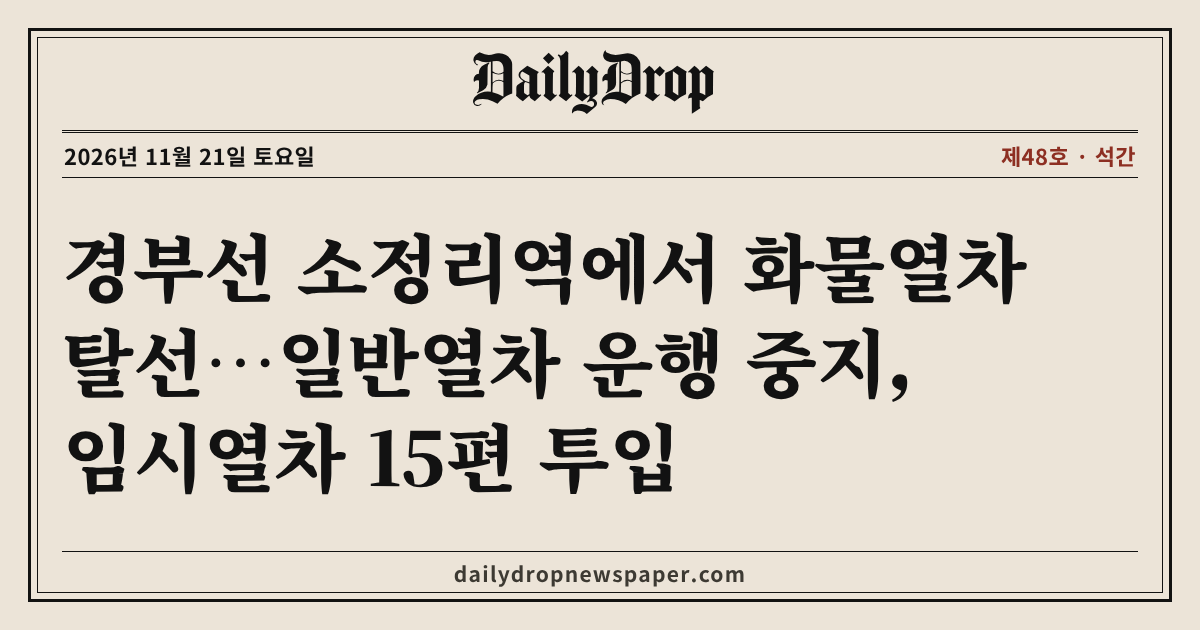 DailyDrop
2026년 11월 21일 토요일
제48호 · 석간
경부선 소정리역에서 화물열차
탈선…일반열차 운행 중지,
임시열차 15편 투입
dailydropnewspaper.com